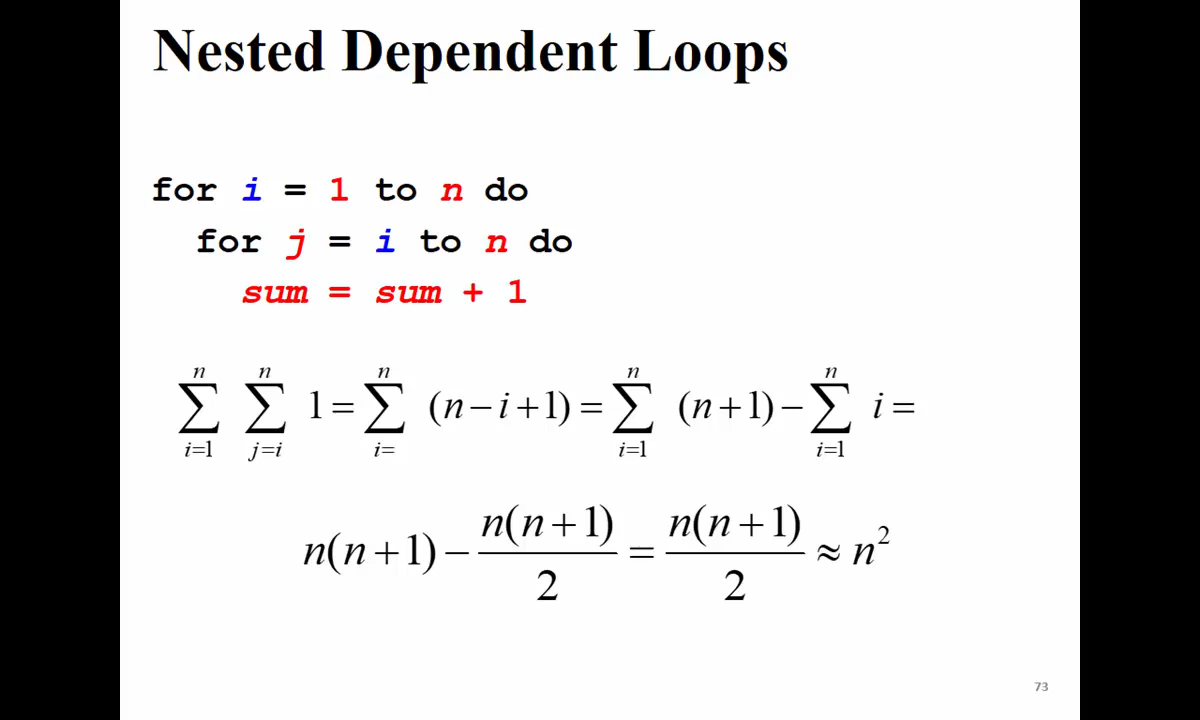 Nested Dependent Loops
for i = 1 to n do
for j = i to n do
sum = sum + 1
∑_{i=1}^{n} ∑_{j=i}^{n} 1 = ∑_{i=}^{n} (n − i + 1) = ∑_{i=1}^{n} (n + 1) − ∑_{i=1}^{n} i =
n(n + 1) − n(n + 1)/2 = n(n + 1)/2 ≈ n²
73